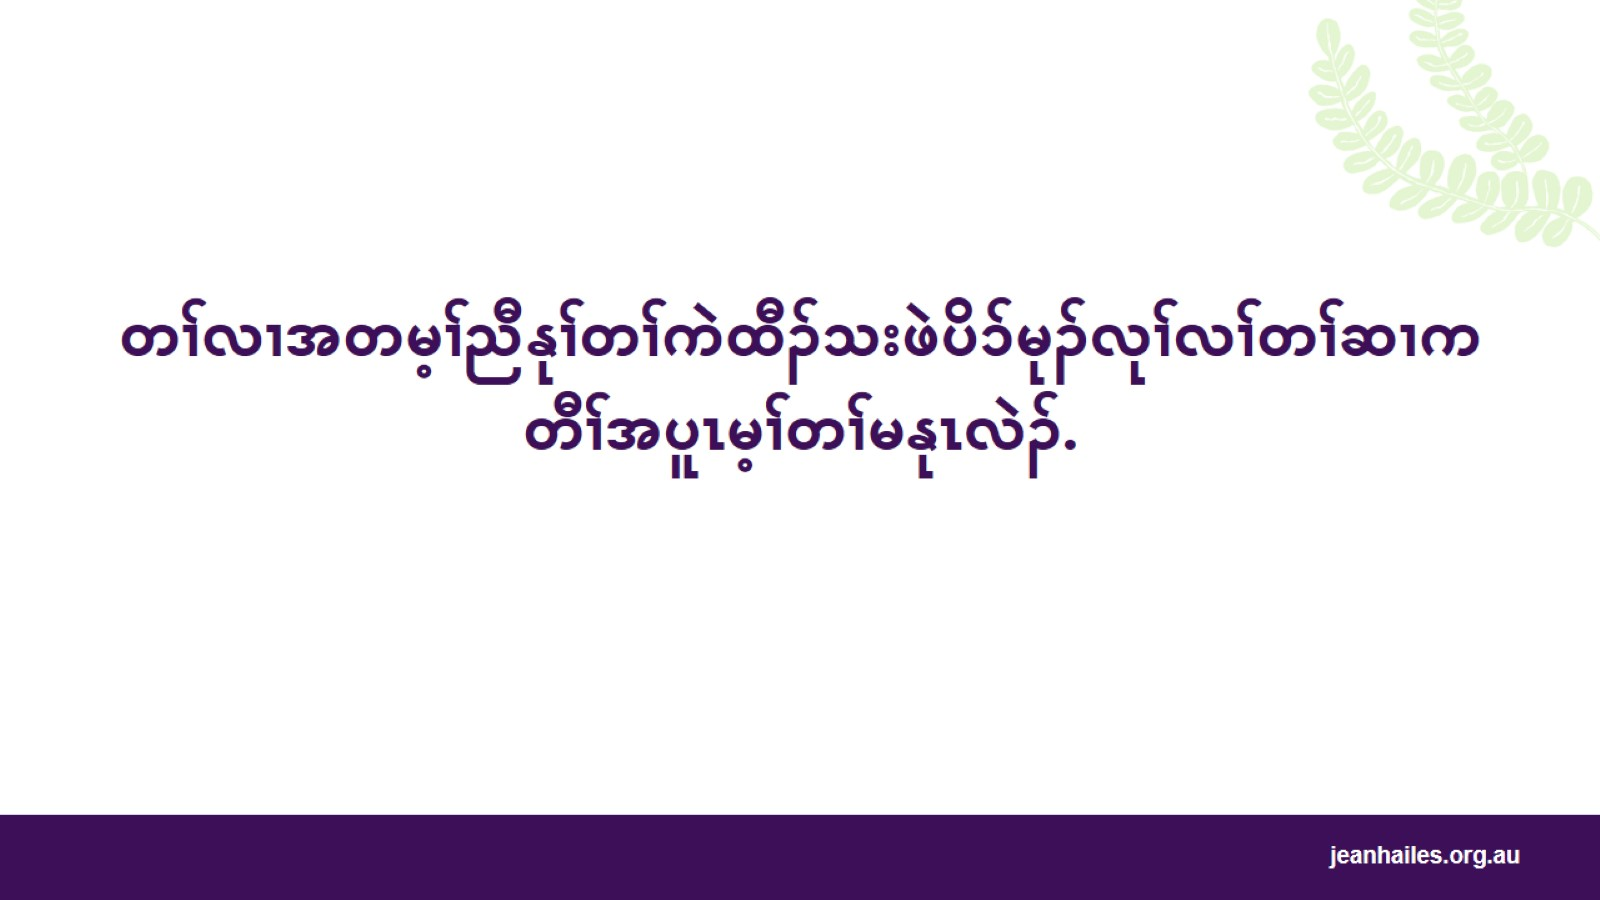 တၢ်လၢအတမ့ၢ်ညီနုၢ်တၢ်ကဲထီၣ်သးဖဲပိာ်မုၣ်လုၢ်လၢ်တၢ်ဆၢက
တီၢ်အပူၤမ့ၢ်တၢ်မနုၤလဲၣ်.
jeanhailes.org.au